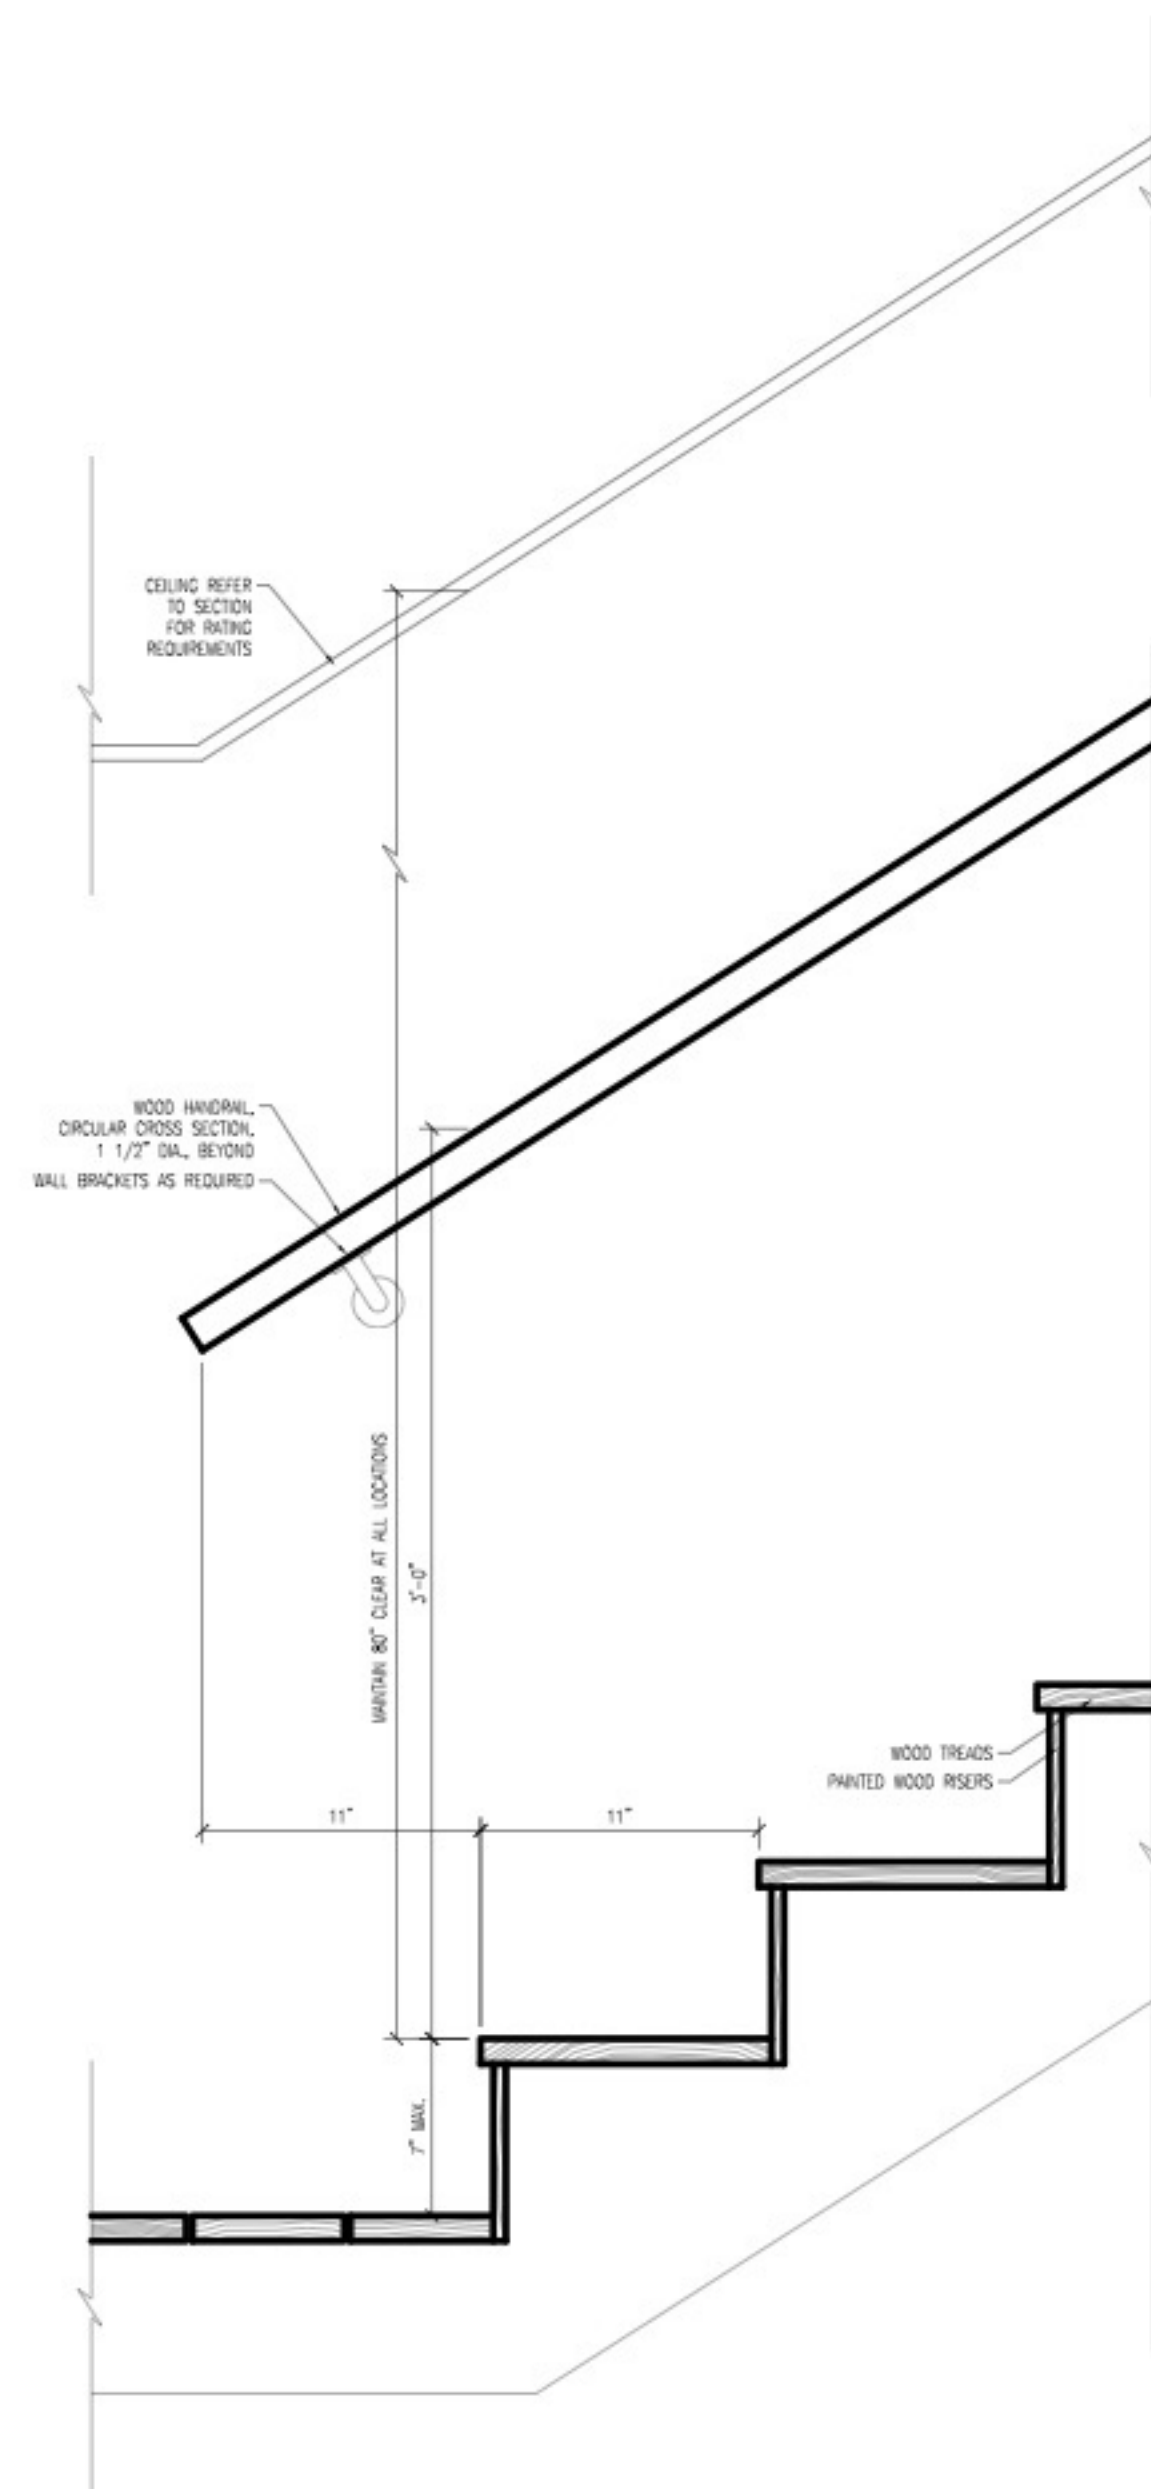 CEILING REFER
TO SECTION
FOR RATING
REQUIREMENTS
WOOD HANDRAIL,
CIRCULAR CROSS SECTION,
1 1/2" DIA., BEYOND
WALL BRACKETS AS REQUIRED
MAINTAIN 80" CLEAR AT ALL LOCATIONS
3'-0"
WOOD TREADS
PAINTED WOOD RISERS
11"
11"
7" MAX.